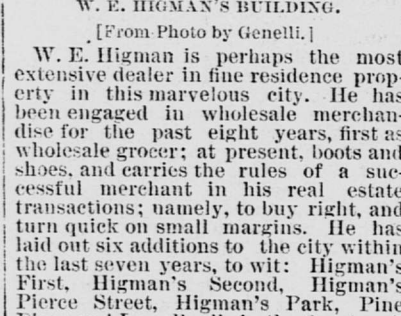 W. E. HIGMAN'S BUILDING.
[From Photo by Genelli.]
W. E. Higman is perhaps the most
extensive dealer in fine residence prop-
erty in this marvelous city. He has
been engaged in wholesale merchan-
dise for the past eight years, first as
wholesale grocer; at present, boots and
shoes, and carries the rules of a suc-
cessful merchant in his real estate
transactions; namely, to buy right, and
turn quick on small margins. He has
laid out six additions to the city within
the last seven years, to wit: Higman's
First, Higman's Second, Higman's
Pierce Street, Higman's Park, Pine